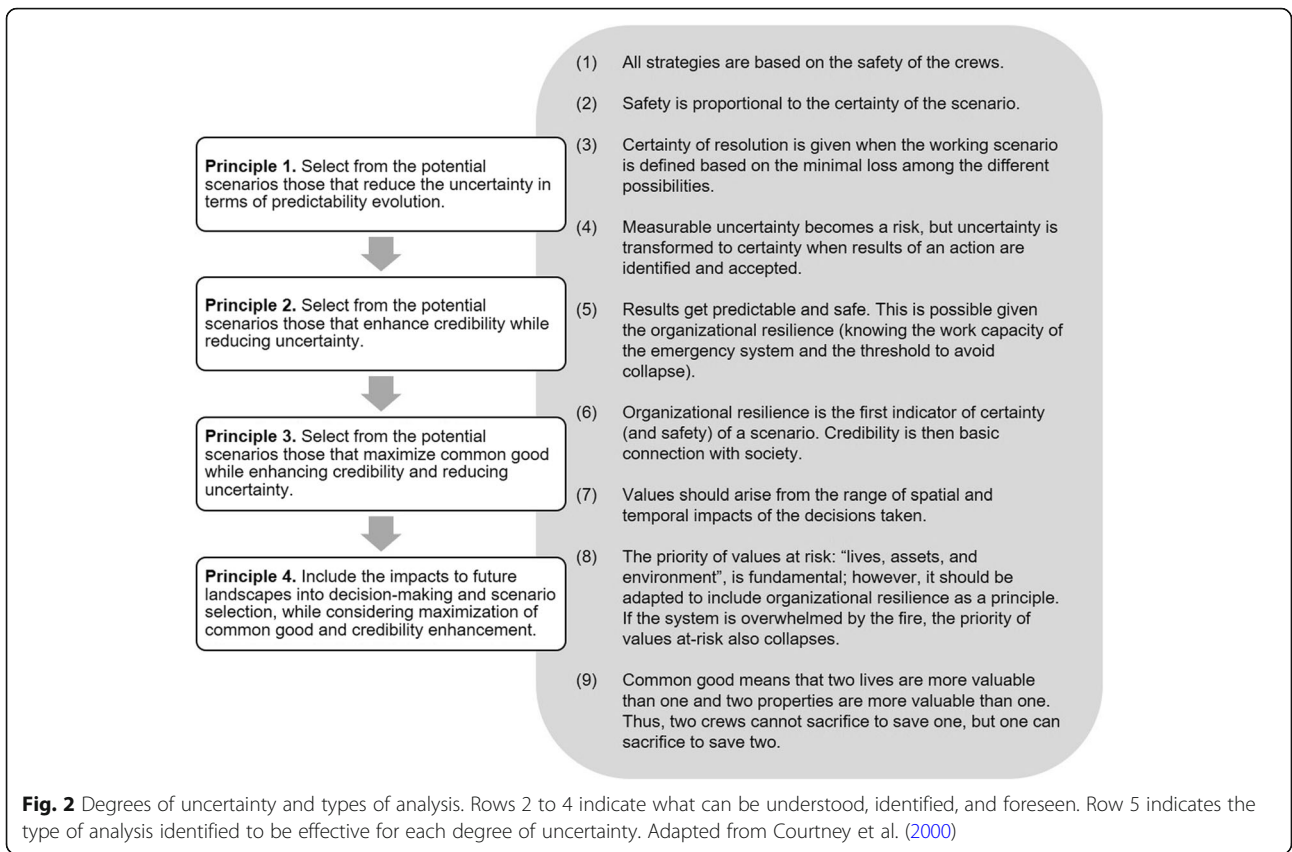 Principle 1. Select from the potential
scenarios those that reduce the uncertainty in
terms of predictability evolution.
Principle 2. Select from the potential
scenarios those that enhance credibility while
reducing uncertainty.
Principle 3. Select from the potential
scenarios those that maximize common good
while enhancing credibility and reducing
uncertainty.
Principle 4. Include the impacts to future
landscapes into decision-making and scenario
selection, while considering maximization of
common good and credibility enhancement.
(1) All strategies are based on the safety of the crews.
(2) Safety is proportional to the certainty of the scenario.
(3) Certainty of resolution is given when the working scenario
is defined based on the minimal loss among the different
possibilities.
(4) Measurable uncertainty becomes a risk, but uncertainty is
transformed to certainty when results of an action are
identified and accepted.
(5) Results get predictable and safe. This is possible given
the organizational resilience (knowing the work capacity of
the emergency system and the threshold to avoid
collapse).
(6) Organizational resilience is the first indicator of certainty
(and safety) of a scenario. Credibility is then basic
connection with society.
(7) Values should arise from the range of spatial and
temporal impacts of the decisions taken.
(8) The priority of values at risk: “lives, assets, and
environment”, is fundamental; however, it should be
adapted to include organizational resilience as a principle.
If the system is overwhelmed by the fire, the priority of
values at-risk also collapses.
(9) Common good means that two lives are more valuable
than one and two properties are more valuable than one.
Thus, two crews cannot sacrifice to save one, but one can
sacrifice to save two.
Fig. 2 Degrees of uncertainty and types of analysis. Rows 2 to 4 indicate what can be understood, identified, and foreseen. Row 5 indicates the
type of analysis identified to be effective for each degree of uncertainty. Adapted from Courtney et al. (2000)